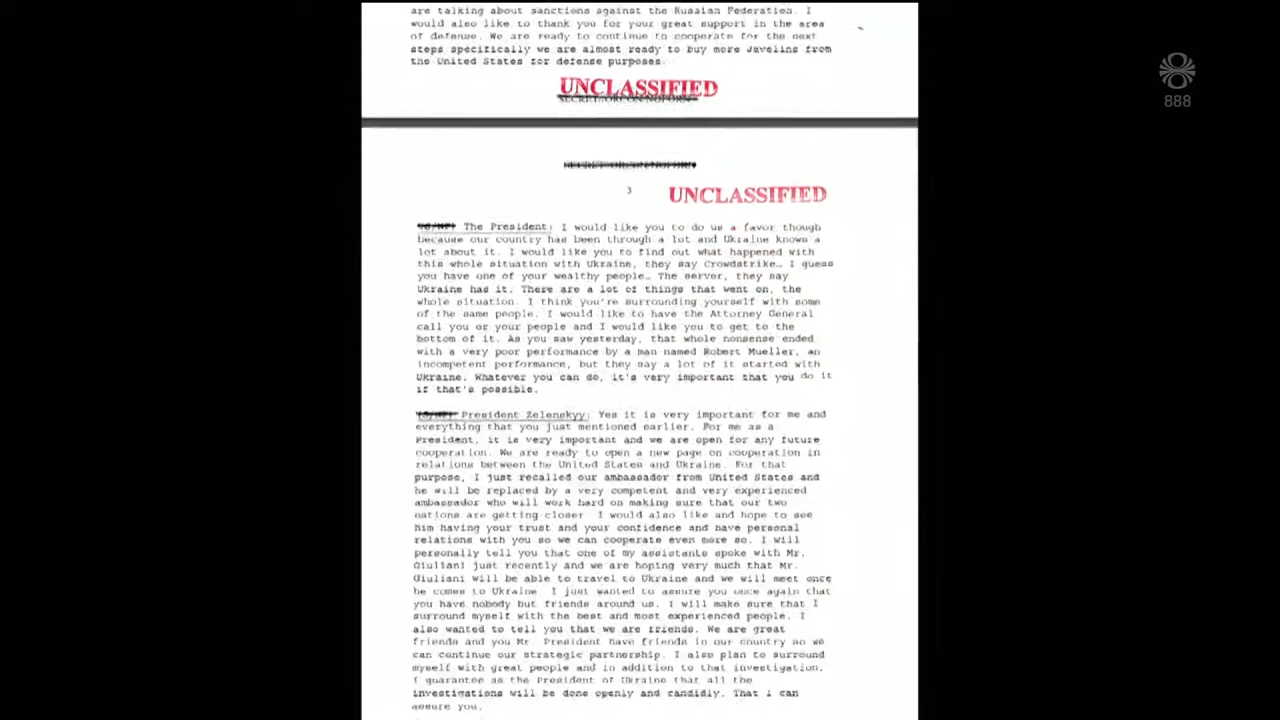 are talking about sanctions against the Russian Federation. I
would also like to thank you for your great support in the area
of defense. We are ready to continue to cooperate for the next
steps specifically we are almost ready to buy more Javelins from
the United States for defense purposes.
UNCLASSIFIED
SECRET//ORCON/NOFORN
888
3
UNCLASSIFIED
(S/NF) The President: I would like you to do us a favor though
because our country has been through a lot and Ukraine knows a
lot about it. I would like you to find out what happened with
this whole situation with Ukraine, they say Crowdstrike… I guess
you have one of your wealthy people… The server, they say
Ukraine has it. There are a lot of things that went on, the
whole situation. I think you're surrounding yourself with some
of the same people. I would like to have the Attorney General
call you or your people and I would like you to get to the
bottom of it. As you saw yesterday, that whole nonsense ended
with a very poor performance by a man named Robert Mueller, an
incompetent performance, but they say a lot of it started with
Ukraine. Whatever you can do, it's very important that you do it
if that's possible.
(S/NF) President Zelenskyy: Yes it is very important for me and
everything that you just mentioned earlier. For me as a
President, it is very important and we are open for any future
cooperation. We are ready to open a new page on cooperation in
relations between the United States and Ukraine. For that
purpose, I just recalled our ambassador from United States and
he will be replaced by a very competent and very experienced
ambassador who will work hard on making sure that our two
nations are getting closer. I would also like and hope to see
him having your trust and your confidence and have personal
relations with you so we can cooperate even more so. I will
personally tell you that one of my assistants spoke with Mr.
Giuliani just recently and we are hoping very much that Mr.
Giuliani will be able to travel to Ukraine and we will meet once
he comes to Ukraine. I just wanted to assure you once again that
you have nobody but friends around us. I will make sure that I
surround myself with the best and most experienced people. I
also wanted to tell you that we are friends. We are great
friends and you Mr. President have friends in our country so we
can continue our strategic partnership. I also plan to surround
myself with great people and in addition to that investigation,
I guarantee as the President of Ukraine that all the
investigations will be done openly and candidly. That I can
assure you.